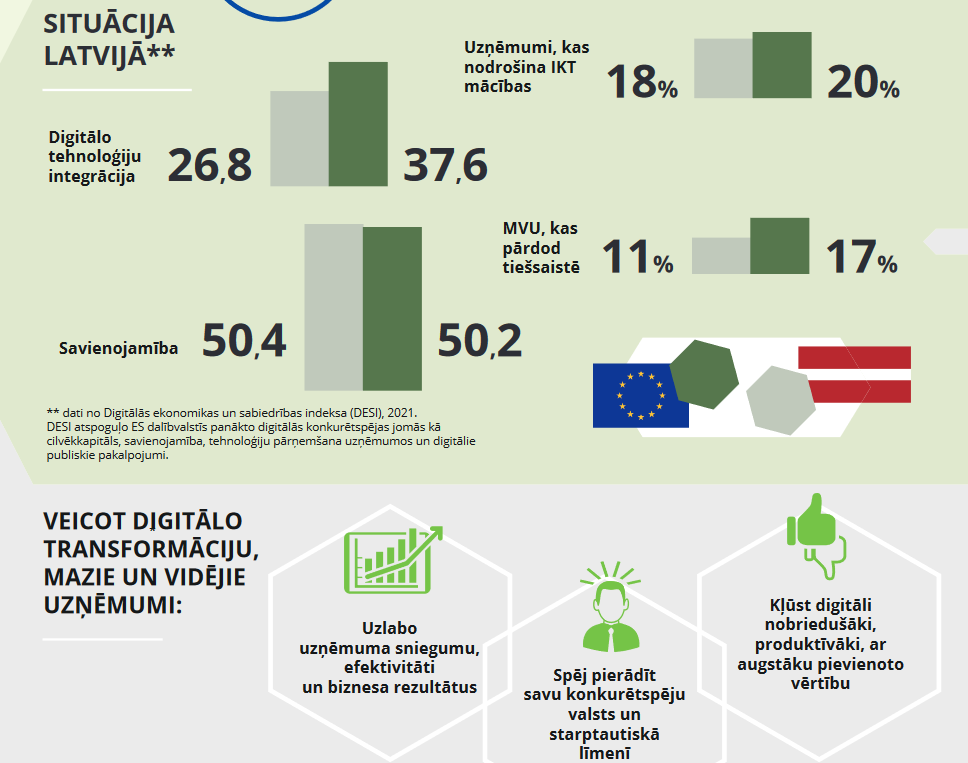 SITUĀCIJA
LATVIJĀ**
Uzņēmumi, kas
nodrošina IKT
mācības
18%
20%
Digitālo
tehnoloģiju
integrācija
26,8
37,6
MVU, kas
pārdod
tiešsaistē
11%
17%
Savienojamība
50,4
50,2
** dati no Digitālās ekonomikas un sabiedrības indeksa (DESI), 2021.
DESI atspoguļo ES dalībvalstīs panākto digitālās konkurētspējas jomās kā
cilvēkkapitāls, savienojamība, tehnoloģiju pārņemšana uzņēmumos un digitālie
publiskie pakalpojumi.
VEICOT DIGITĀLO
TRANSFORMĀCIJU,
MAZIE UN VIDĒJIE
UZŅĒMUMI:
Uzlabo
uzņēmuma sniegumu,
efektivitāti
un biznesa rezultātus
Spēj pierādīt
savu konkurētspēju
valsts un
starptautiskā
līmenī
Kļūst digitāli
nobriedušāki,
produktīvāki, ar
augstāku pievienoto
vērtību